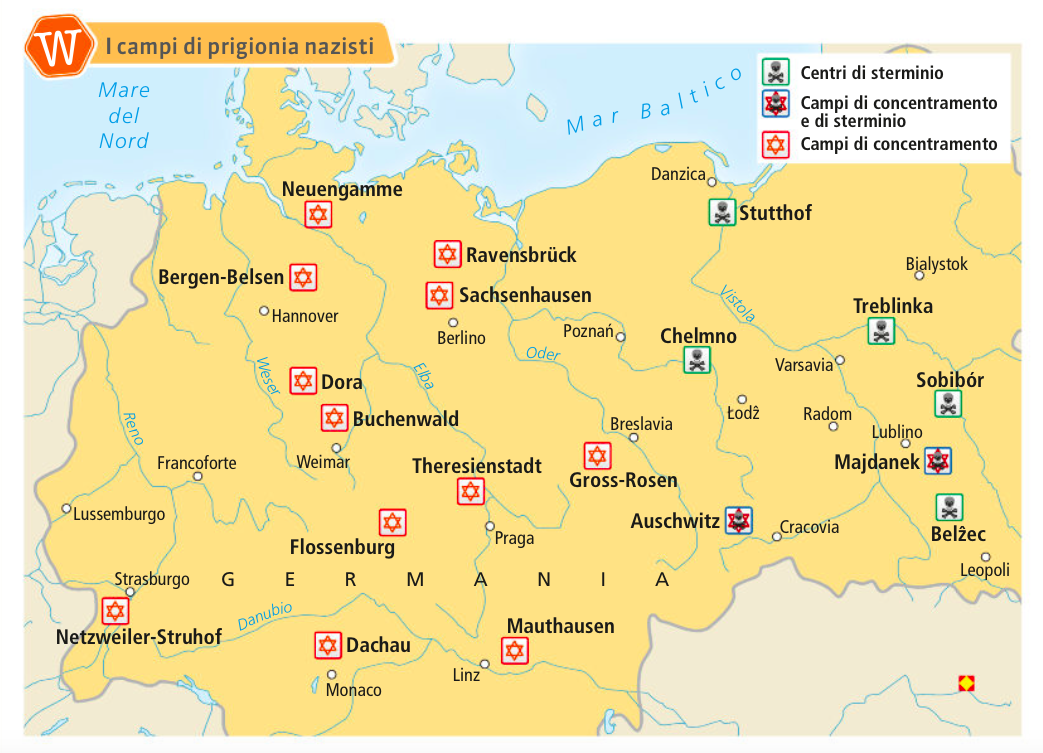 W
I campi di prigionia nazisti
Mare
del
Nord
Mar Baltico
Centri di sterminio
Campi di concentramento
e di sterminio
Campi di concentramento
Danzica
Neuengamme
Stutthof
Ravensbrück
Bialystok
Bergen-Belsen
Sachsenhausen
Vistola
Treblinka
Hannover
Berlino
Poznań
Chelmno
Oder
Varsavia
Weser
Elba
Dora
Sobibór
Buchenwald
Łodž
Radom
Reno
Breslavia
Lublino
Weimar
Francoforte
Theresienstadt
Majdanek
Gross-Rosen
Lussemburgo
Auschwitz
Cracovia
Praga
Belžec
Flossenburg
Leopoli
Strasburgo
GERMANIA
Danubio
Netzweiler-Struhof
Mauthausen
Dachau
Linz
Monaco